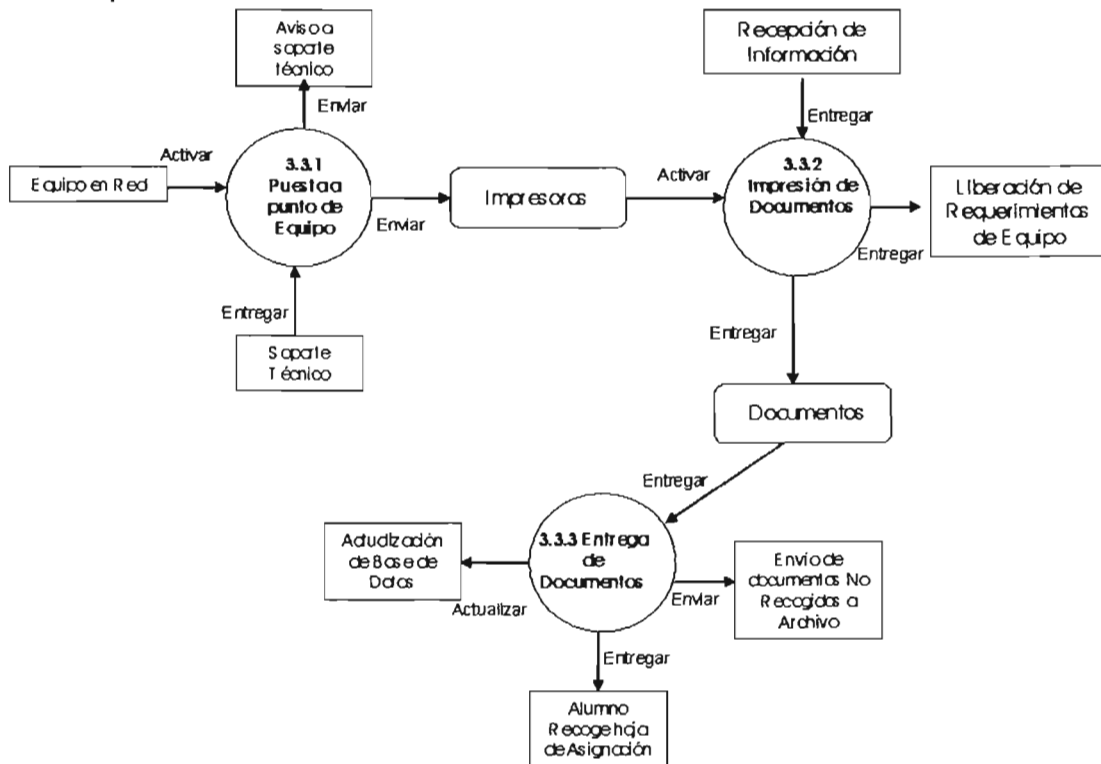 Aviso a
soporte
técnico
Recepción de
Información
Enviar
Entregar
Activar
Equipo en Red
3.3.1
Puesta a
punto de
Equipo
Enviar
Impresoras
Activar
3.3.2
Impresión de
Documentos
Entregar
Liberación de
Requerimientos
de Equipo
Entregar
Soporte
Técnico
Entregar
Documentos
Entregar
Actualización
de Base de
Datos
Actualizar
3.3.3 Entrega
de
Documentos
Enviar
Envío de
documentos No
Recogidos a
Archivo
Entregar
Alumno
Recoge hoja
de Asignación